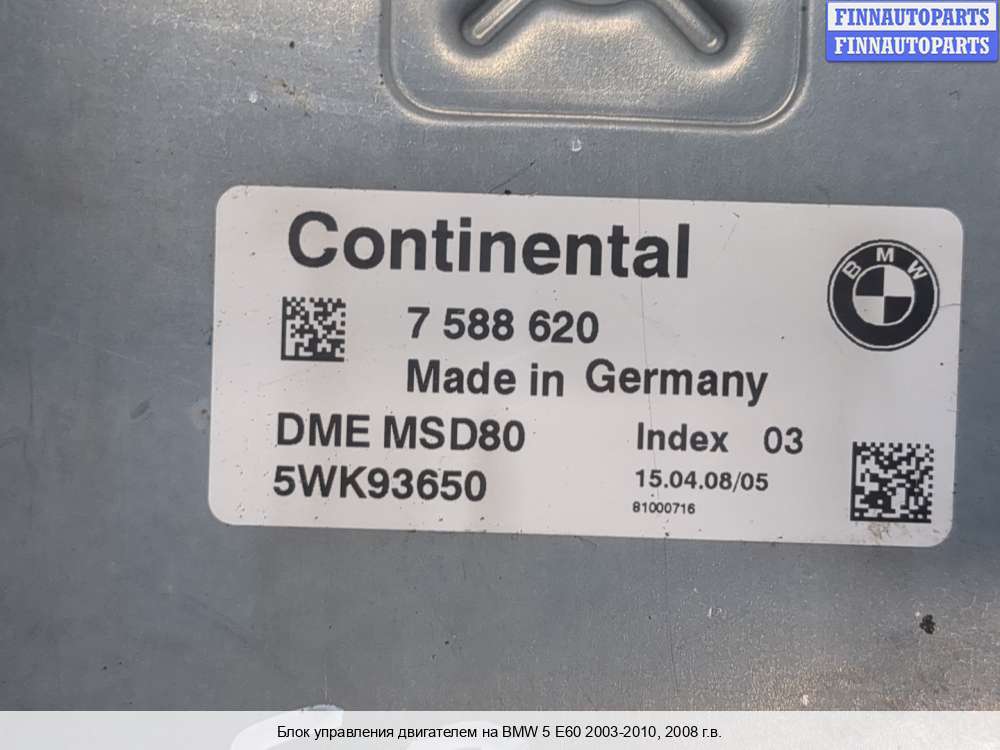 FINNAUTOPARTS
FINNAUTOPARTS
Continental
BMW
7 588 620
Made in Germany
DME MSD80
Index 03
5WK93650
15.04.08/05
81000716
Блок управления двигателем на BMW 5 E60 2003-2010, 2008 г.в.